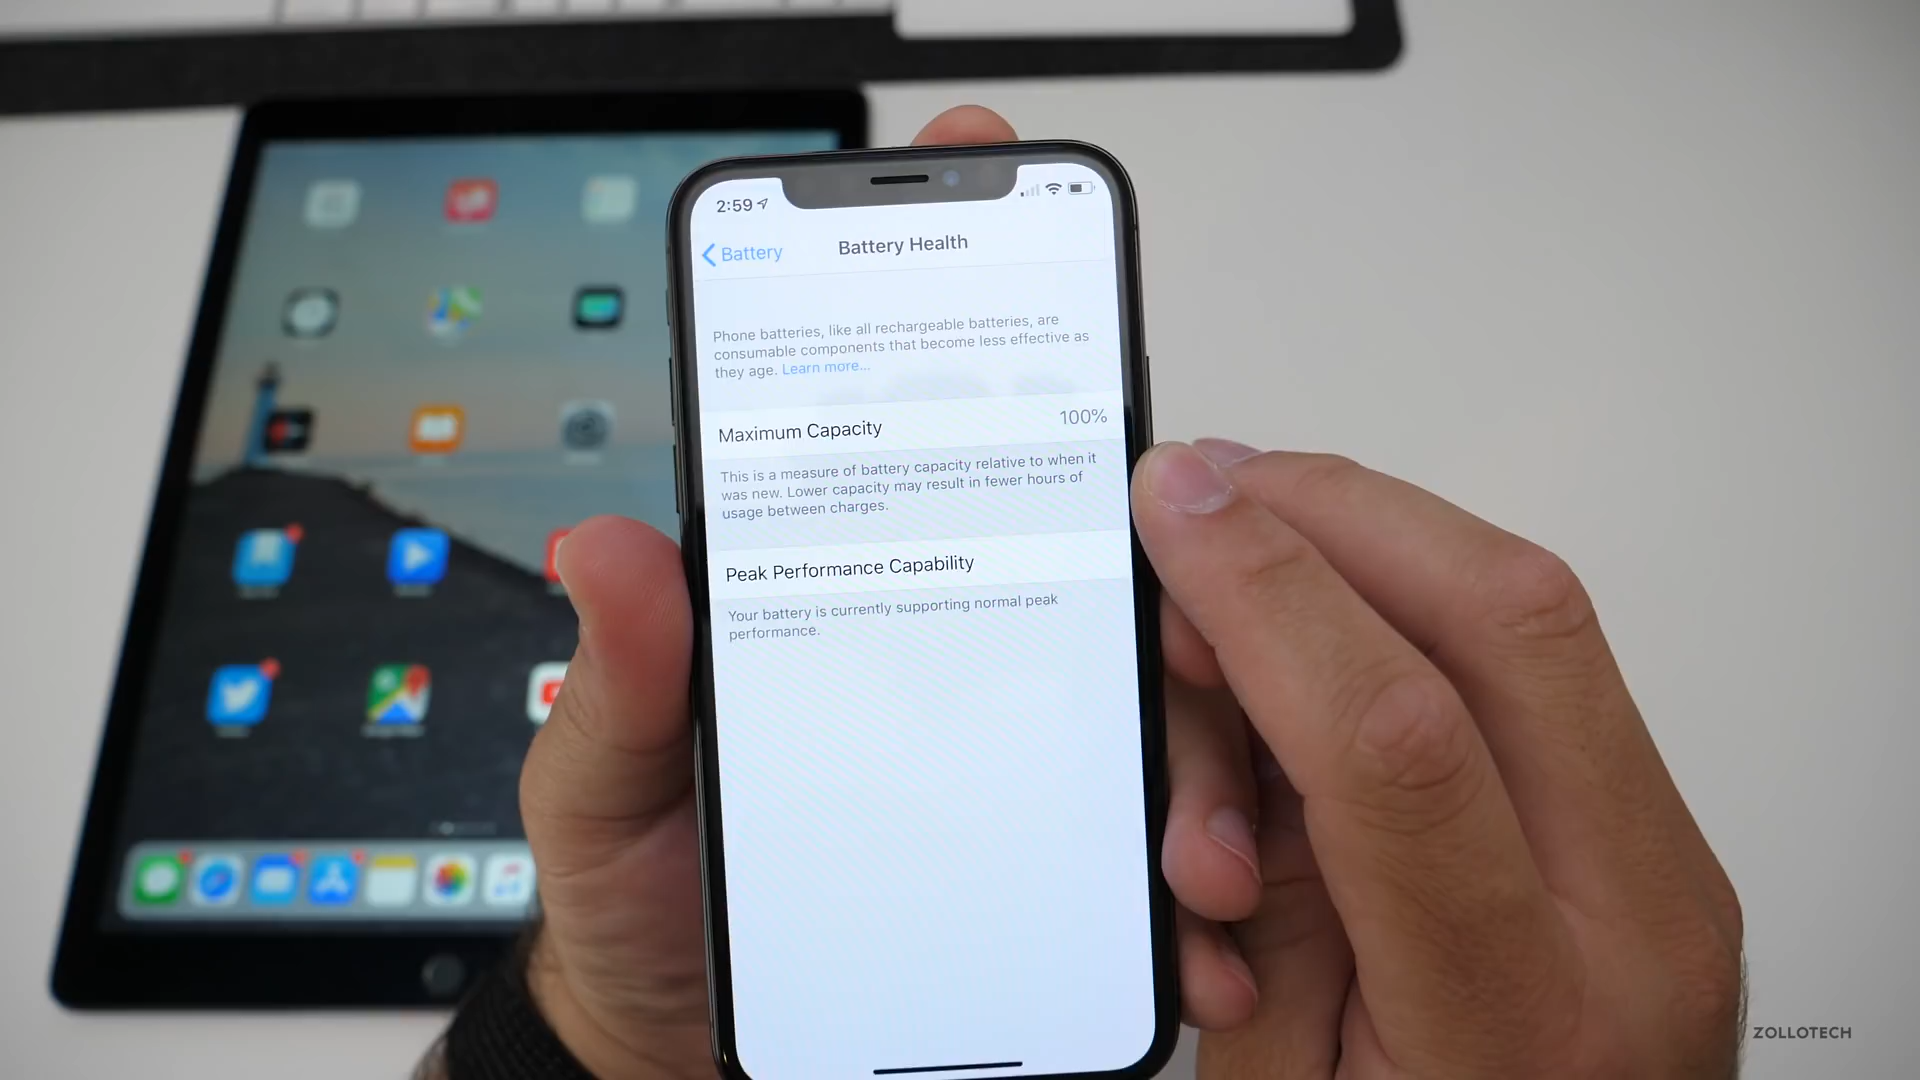 2:59
Battery
Battery Health
Phone batteries, like all rechargeable batteries, are
consumable components that become less effective as
they age. Learn more...
Maximum Capacity 100%
This is a measure of battery capacity relative to when it
was new. Lower capacity may result in fewer hours of
usage between charges.
Peak Performance Capability
Your battery is currently supporting normal peak
performance.
ZOLLOTECH